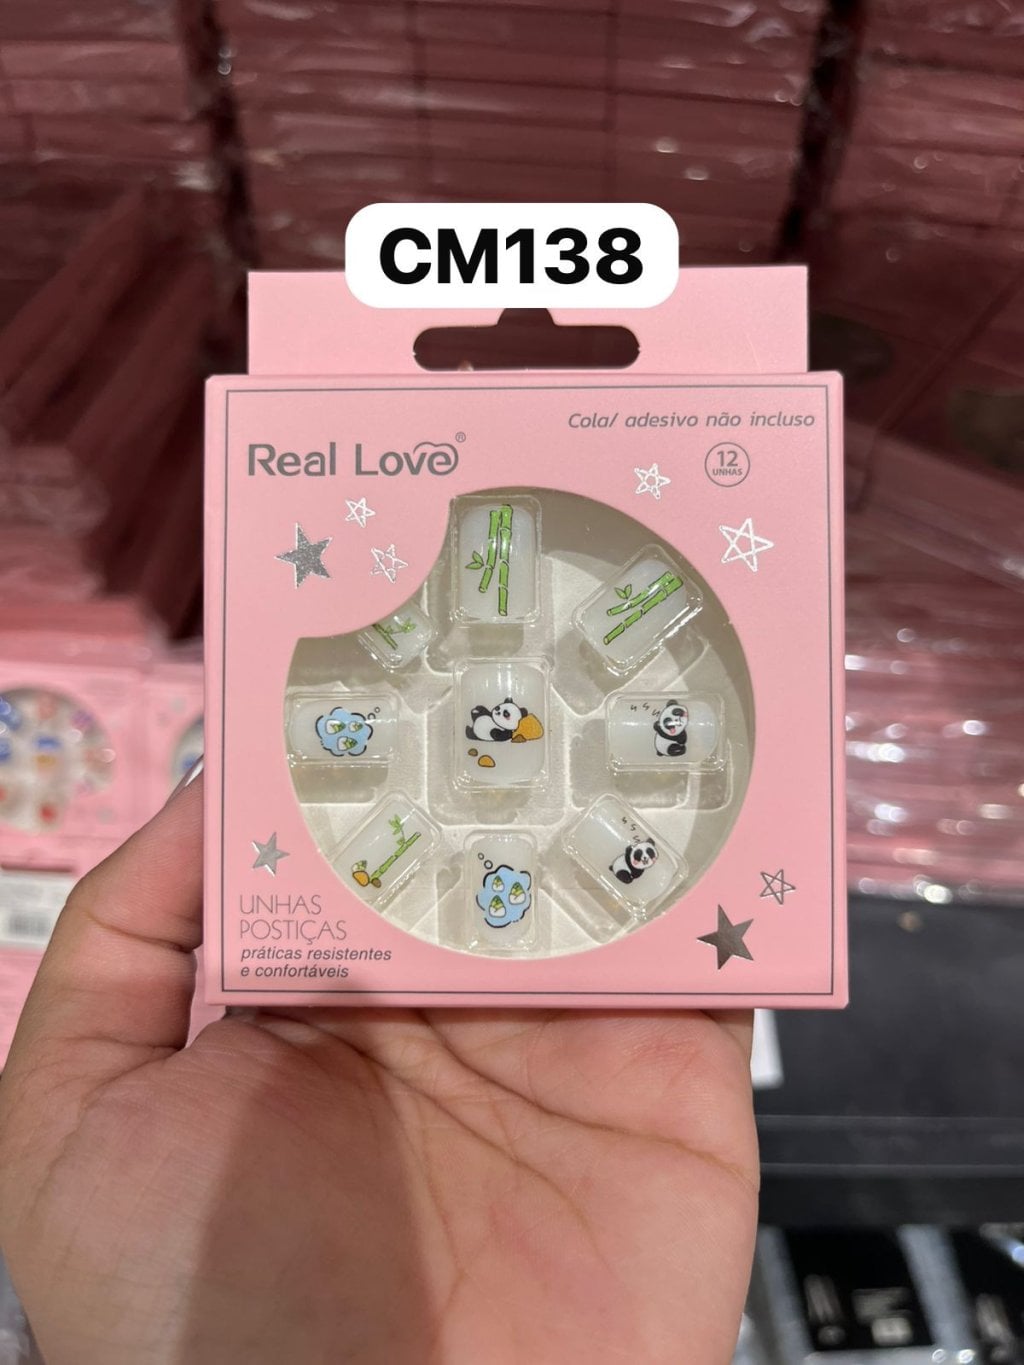 CM138
Cola/ adesivo não incluso
Real Love®
12
UNHAS
UNHAS
POSTIÇAS
práticas resistentes
e confortáveis